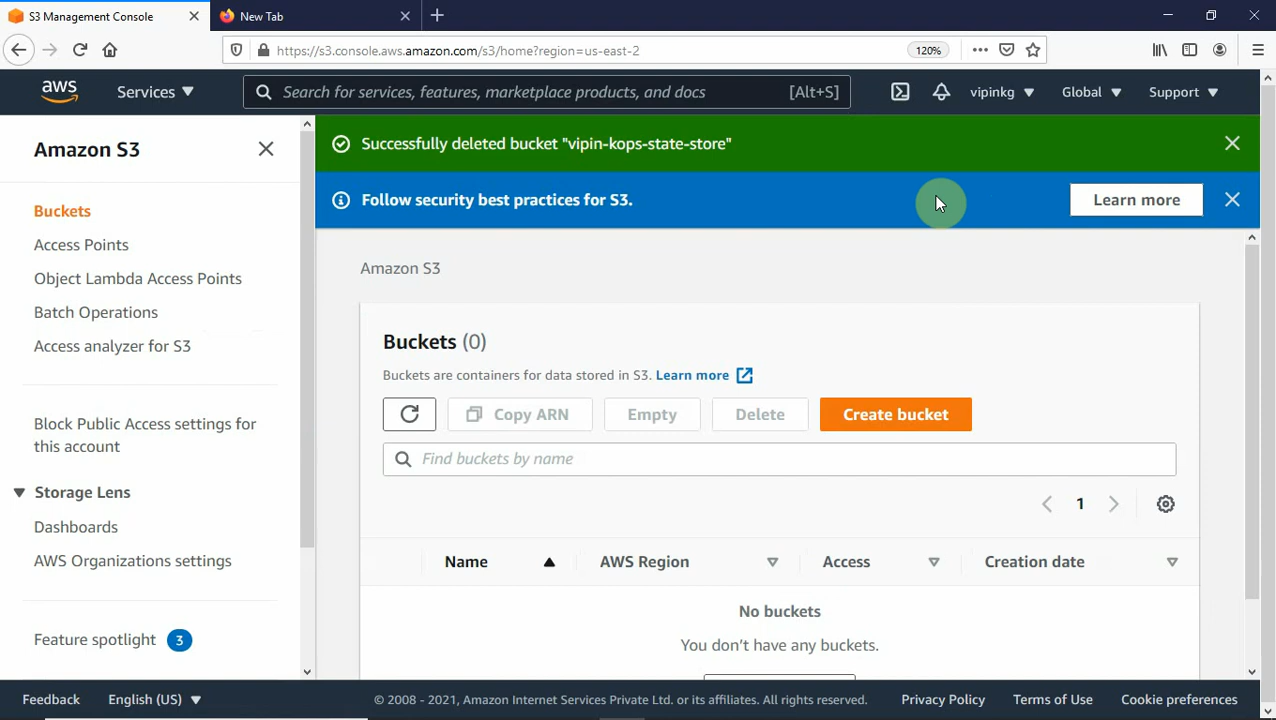 S3 Management Console
New Tab
https://s3.console.aws.amazon.com/s3/home?region=us-east-2
120%
aws
Services
Search for services, features, marketplace products, and docs
[Alt+S]
vipinkg
Global
Support
Amazon S3
Buckets
Access Points
Object Lambda Access Points
Batch Operations
Access analyzer for S3
Block Public Access settings for
this account
Storage Lens
Dashboards
AWS Organizations settings
Feature spotlight 3
Successfully deleted bucket "vipin-kops-state-store"
Follow security best practices for S3.
Learn more
Amazon S3
Buckets (0)
Buckets are containers for data stored in S3. Learn more
Copy ARN
Empty
Delete
Create bucket
Find buckets by name
1
Name
AWS Region
Access
Creation date
No buckets
You don't have any buckets.
Feedback
English (US)
© 2008 - 2021, Amazon Internet Services Private Ltd. or its affiliates. All rights reserved.
Privacy Policy
Terms of Use
Cookie preferences